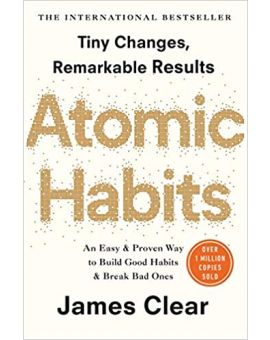 THE INTERNATIONAL BESTSELLER
Tiny Changes,
Remarkable Results
Atomic
Habits
An Easy & Proven Way
to Build Good Habits
& Break Bad Ones
OVER
1 MILLION
COPIES
SOLD
James Clear